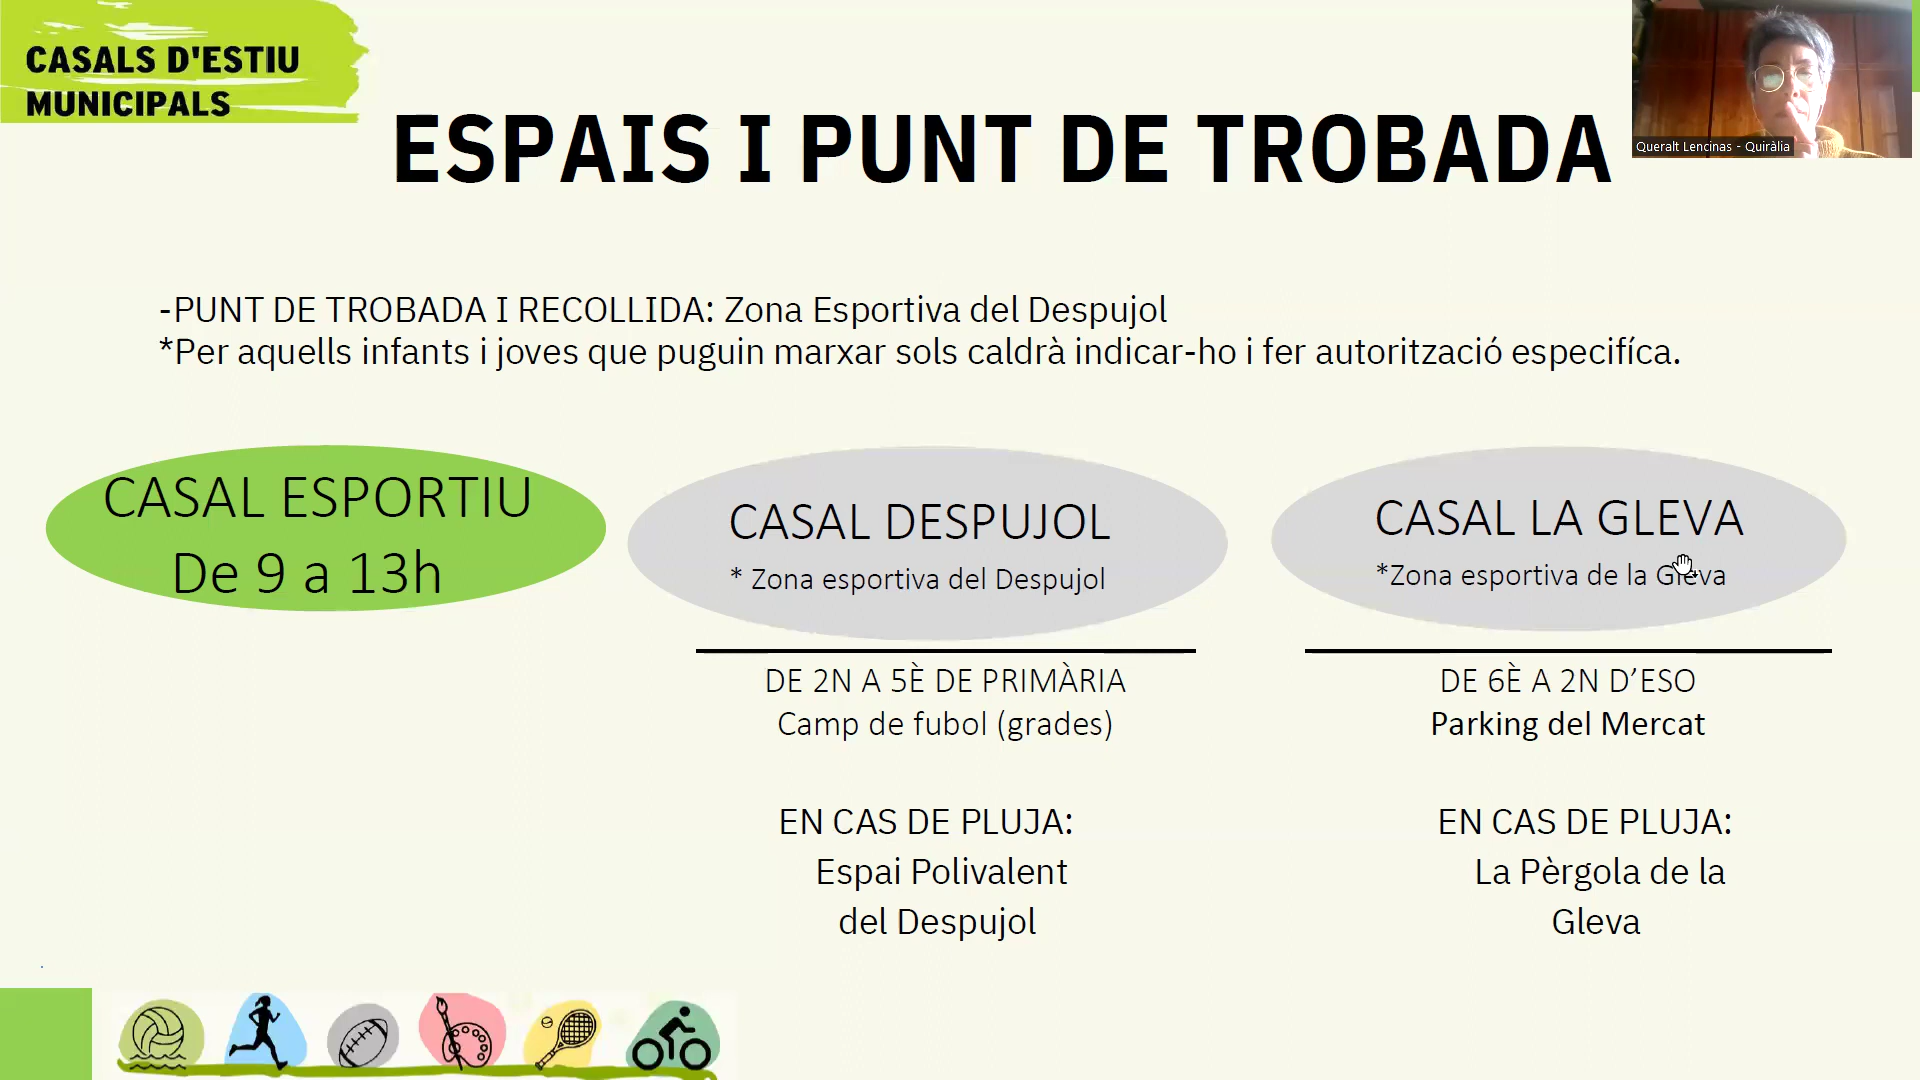 CASALS D'ESTIU
MUNICIPALS
ESPAIS I PUNT DE TROBADA
Queralt Lencinas - Quiràlia
-PUNT DE TROBADA I RECOLLIDA: Zona Esportiva del Despujol
*Per aquells infants i joves que puguin marxar sols caldrà indicar-ho i fer autorització especifíca.
CASAL ESPORTIU
De 9 a 13h
CASAL DESPUJOL
* Zona esportiva del Despujol
DE 2N A 5È DE PRIMÀRIA
Camp de fubol (grades)
EN CAS DE PLUJA:
Espai Polivalent
del Despujol
CASAL LA GLEVA
*Zona esportiva de la Gleva
DE 6È A 2N D’ESO
Parking del Mercat
EN CAS DE PLUJA:
La Pèrgola de la
Gleva